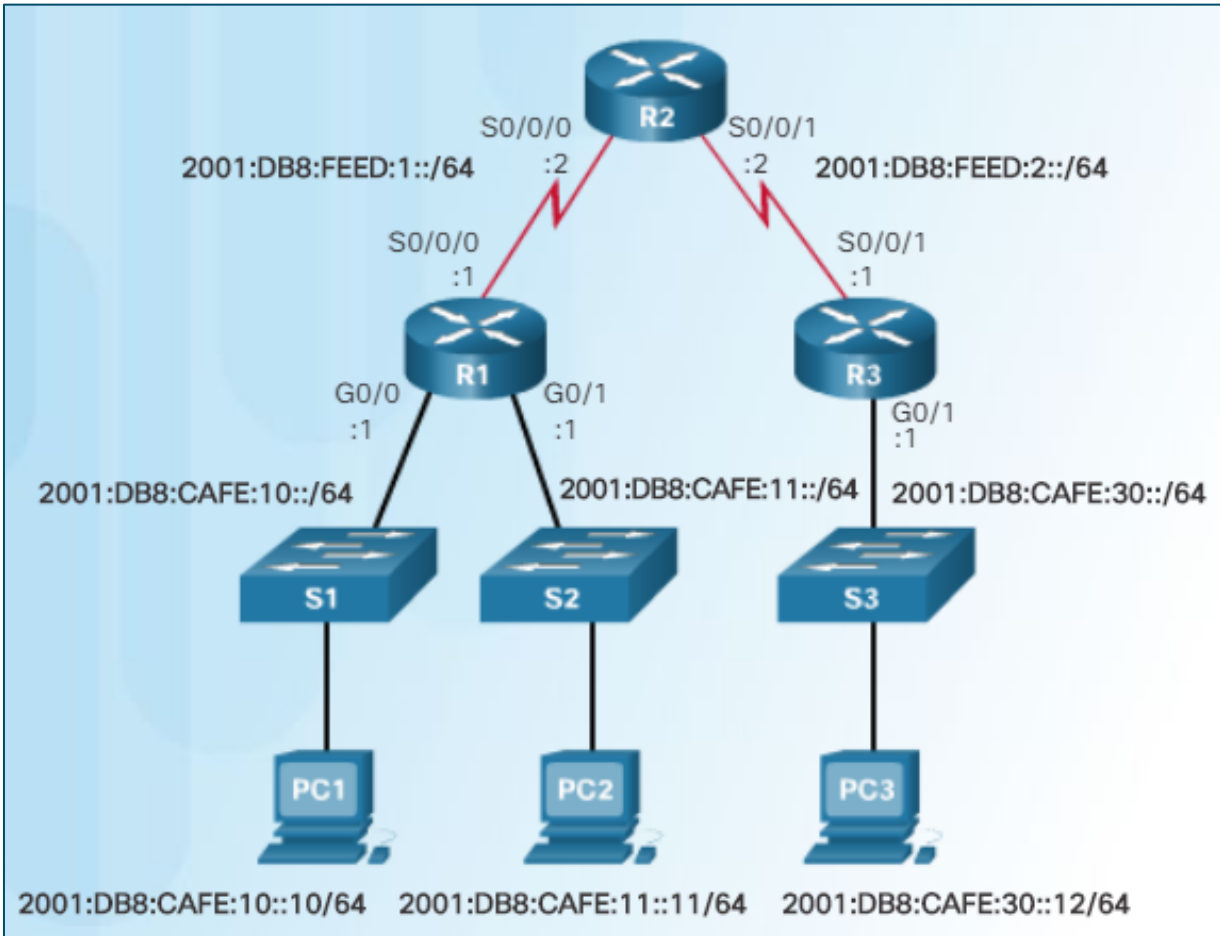 R2
S0/0/0
S0/0/1
2001:DB8:FEED:1::/64
:2
:2
2001:DB8:FEED:2::/64
S0/0/0
:1
S0/0/1
:1
R1
R3
G0/0
:1
G0/1
:1
G0/1
:1
2001:DB8:CAFE:10::/64
2001:DB8:CAFE:11::/64
2001:DB8:CAFE:30::/64
S1
S2
S3
PC1
PC2
PC3
2001:DB8:CAFE:10::10/64
2001:DB8:CAFE:11::11/64
2001:DB8:CAFE:30::12/64